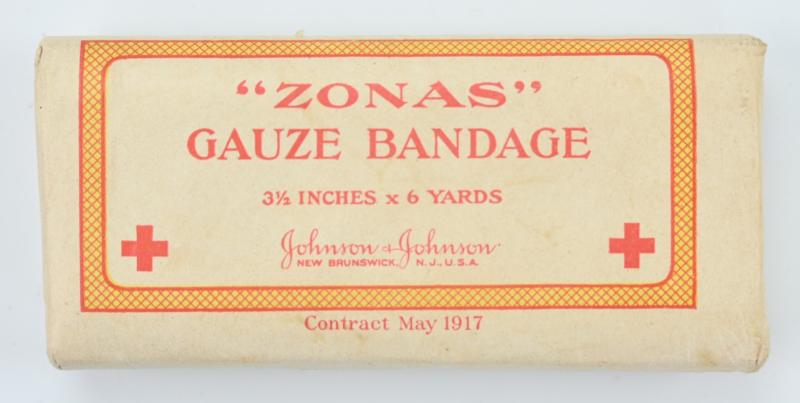 "ZONAS"
GAUZE BANDAGE
3½ INCHES x 6 YARDS
Johnson & Johnson
NEW BRUNSWICK, N.J., U.S.A.
Contract May 1917